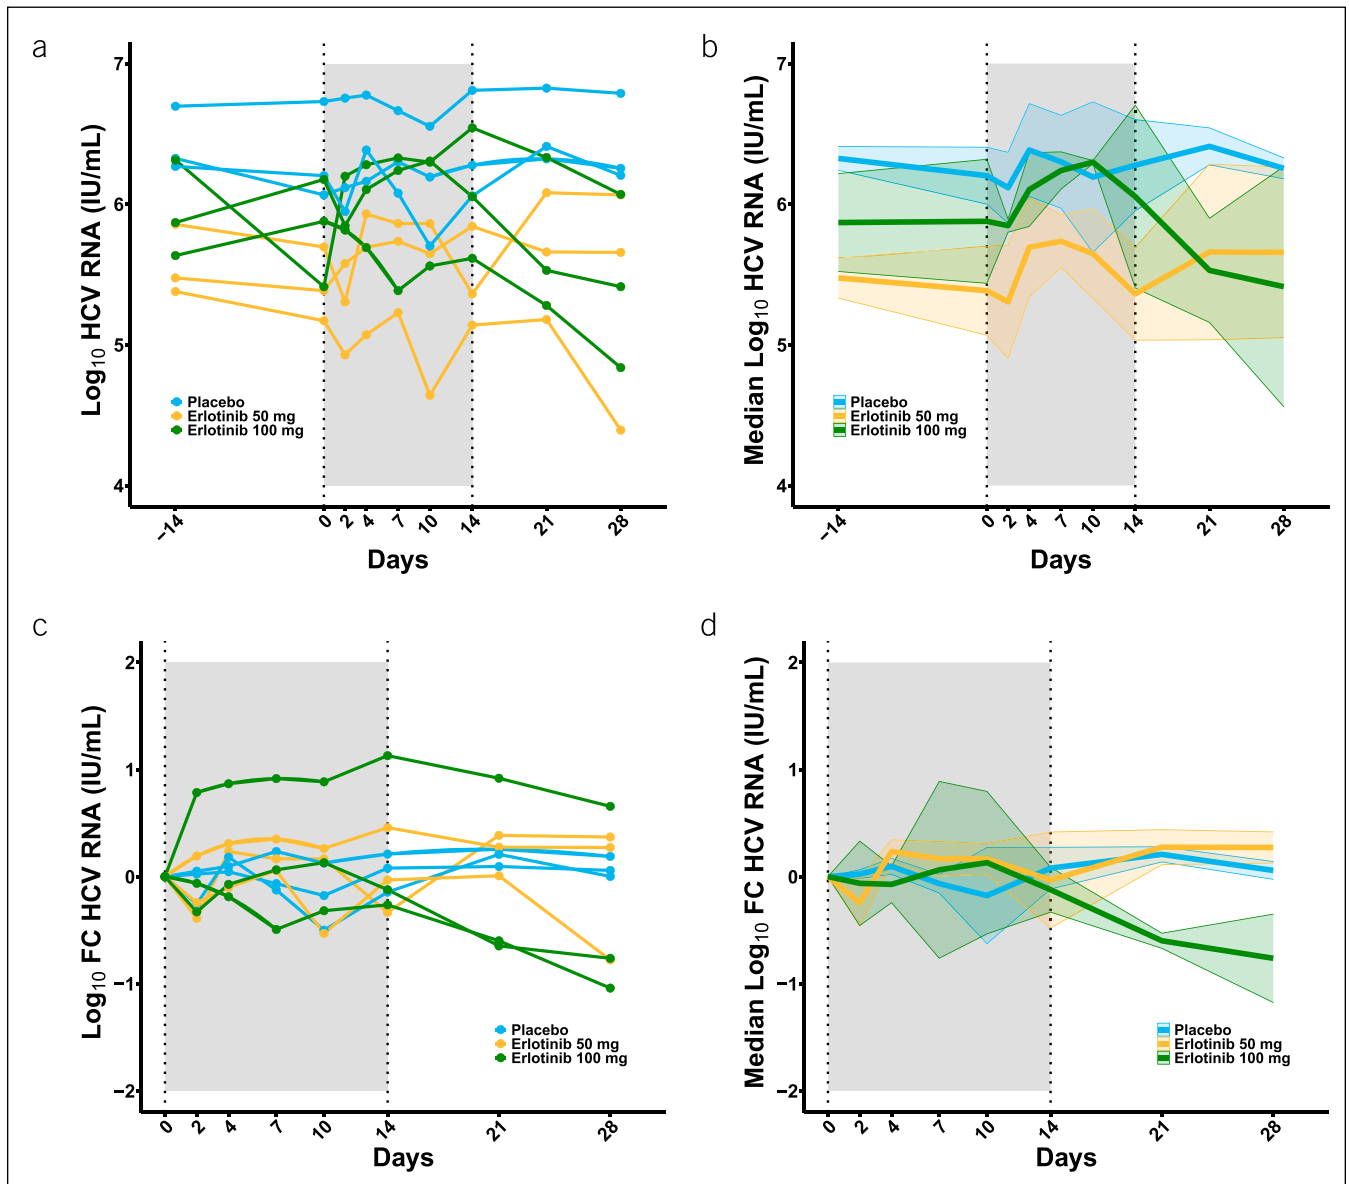 a
Log10 HCV RNA (IU/mL)
7
6
5
4
Placebo
Erlotinib 50 mg
Erlotinib 100 mg
−14
0
2
4
7
10
14
21
28
Days
b
Median Log10 HCV RNA (IU/mL)
7
6
5
4
Placebo
Erlotinib 50 mg
Erlotinib 100 mg
−14
0
2
4
7
10
14
21
28
Days
c
Log10 FC HCV RNA (IU/mL)
2
1
0
−1
−2
Placebo
Erlotinib 50 mg
Erlotinib 100 mg
0
2
4
7
10
14
21
28
Days
d
Median Log10 FC HCV RNA (IU/mL)
2
1
0
−1
−2
Placebo
Erlotinib 50 mg
Erlotinib 100 mg
0
2
4
7
10
14
21
28
Days